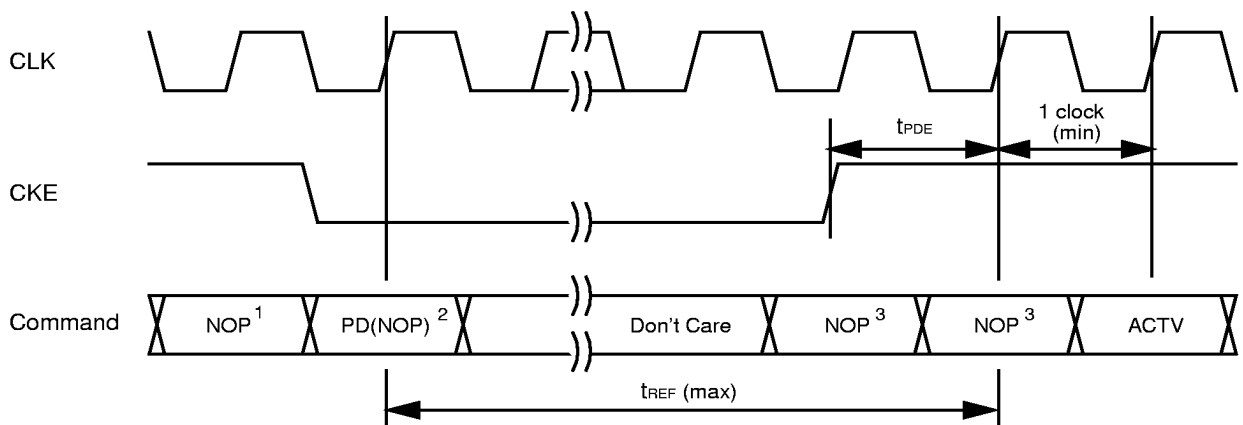 CLK
tPDE
1 clock
(min)
CKE
Command
NOP 1
PD(NOP) 2
Don't Care
NOP 3
NOP 3
ACTV
tREF (max)